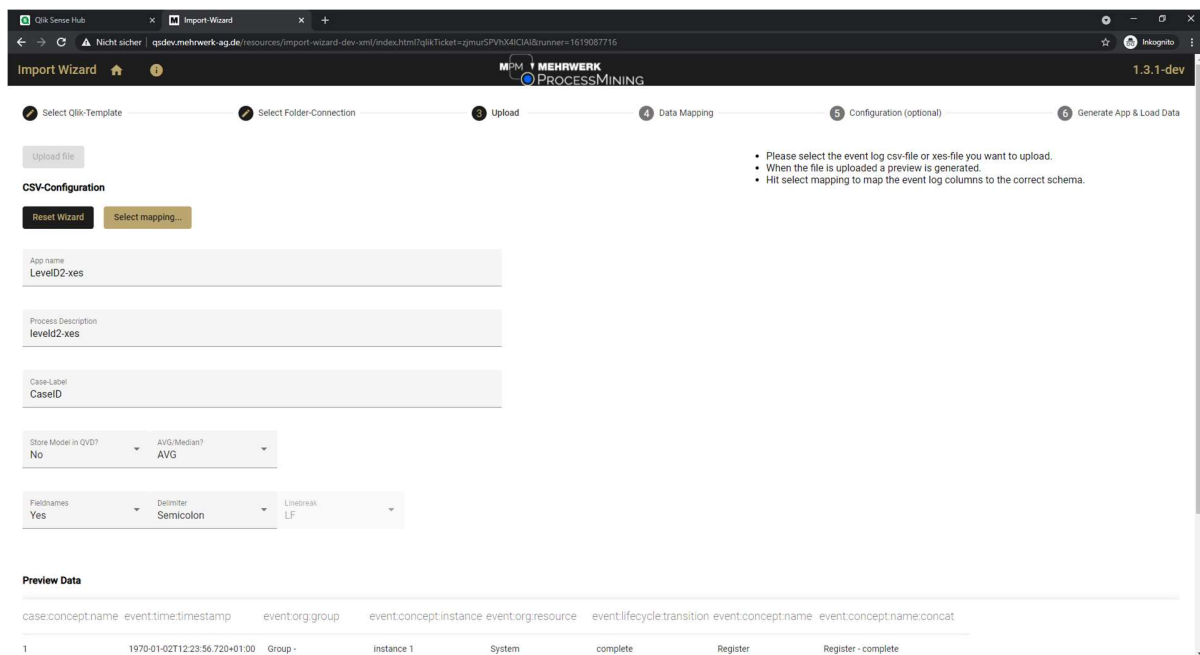 Qlik Sense Hub
Import-Wizard
Nicht sicher | qsdev.mehrwerk-ag.de/resources/import-wizard-dev-xml/index.html?qlikTicket=zjmurSPVhX4ICIAI&runner=1619087716
Inkognito
Import Wizard
MPM MEHRWERK
PROCESSMINING
1.3.1-dev
Select Qlik-Template
Select Folder-Connection
3 Upload
4 Data Mapping
5 Configuration (optional)
6 Generate App & Load Data
Upload file
• Please select the event log csv-file or xes-file you want to upload.
• When the file is uploaded a preview is generated.
• Hit select mapping to map the event log columns to the correct schema.
CSV-Configuration
Reset Wizard
Select mapping...
App name
LevelD2-xes
Process Description
leveld2-xes
Case-Label
CaseID
Store Model in QVD?
No
AVG/Median?
AVG
Fieldnames
Yes
Delimiter
Semicolon
Linebreak
LF
Preview Data
case:concept:name event:time:timestamp event:org:group event:concept:instance event:org:resource event:lifecycle:transition event:concept:name event:concept:name:concat
1 1970-01-02T12:23:56.720+01:00 Group - instance 1 System complete Register Register - complete